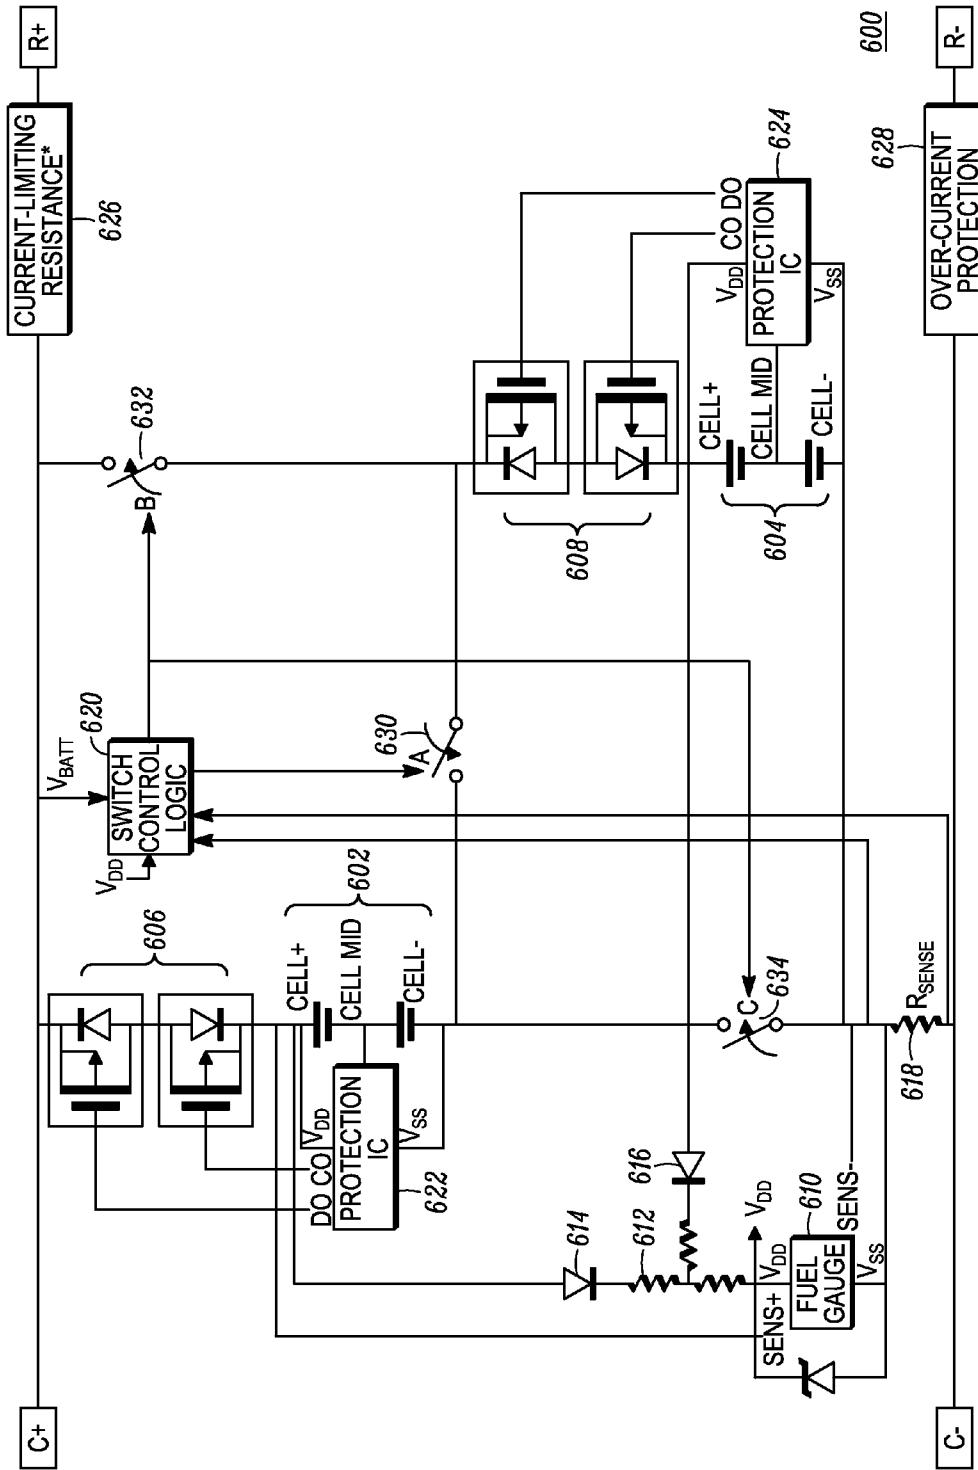 C+
R+
CURRENT-LIMITING
RESISTANCE*
626
606
DO CO
VDD
PROTECTION
IC
VSS
622
CELL+
CELL MID
CELL-
602
VDD
VBATT
620
SWITCH
CONTROL
LOGIC
A
630
B
632
608
CELL+
CELL MID
CELL-
604
VDD
CO DO
PROTECTION
IC
VSS
624
614
612
616
SENS+
VDD
VDD
FUEL
GAUGE
610
VSS
SENS-
C
634
618
RSENSE
C-
OVER-CURRENT
PROTECTION
628
R-
600